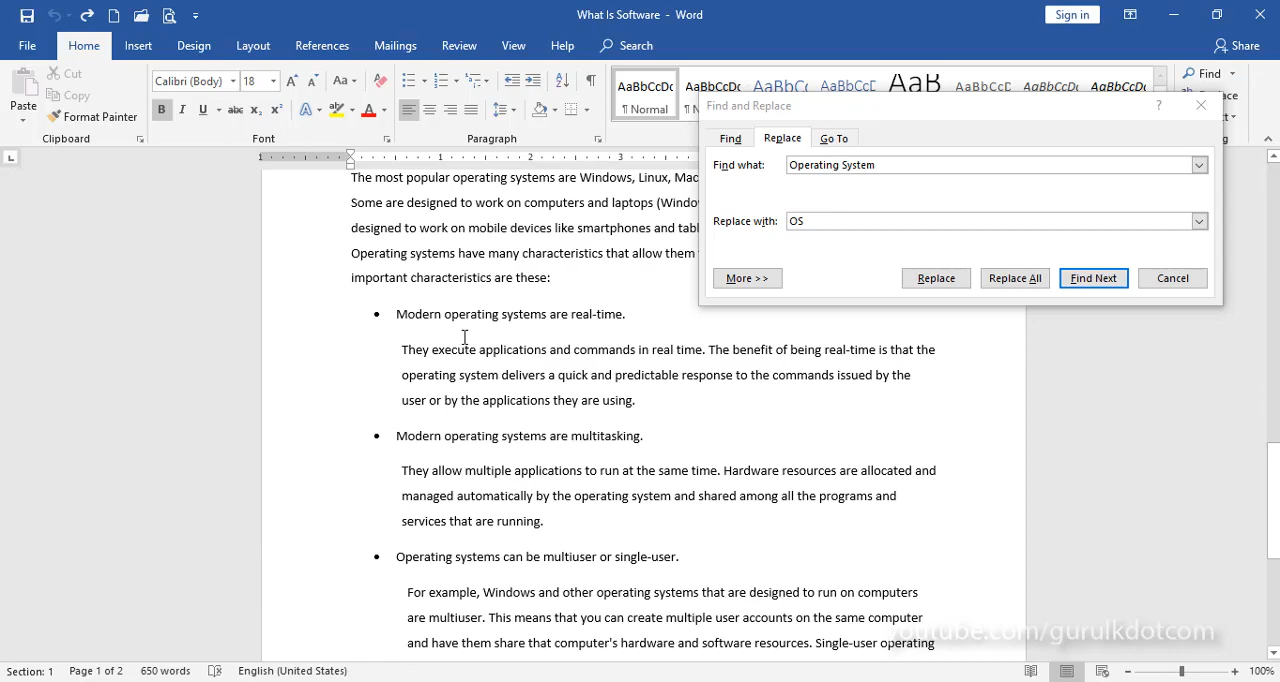 What Is Software - Word
Sign in
File Home Insert Design Layout References Mailings Review View Help Search Share
Paste
Cut
Copy
Format Painter
Clipboard
Calibri (Body) 18
Aa
B I U abc X₂ X² A A
Font
Paragraph
AaBbCcDc
¶ Normal
AaBbCcDc
AaBbCc
AaBbCcD
AaB
AaBbCcD
AaBbCcDc
AaBbCcDc
Find
Find and Replace
?
Find Replace Go To
Find what: Operating System
Replace with: OS
More >> Replace Replace All Find Next Cancel
1 1 2 3
The most popular operating systems are Windows, Linux, Mac
Some are designed to work on computers and laptops (Windo
designed to work on mobile devices like smartphones and tabl
Operating systems have many characteristics that allow them
important characteristics are these:
• Modern operating systems are real-time.
They execute applications and commands in real time. The benefit of being real-time is that the
operating system delivers a quick and predictable response to the commands issued by the
user or by the applications they are using.
• Modern operating systems are multitasking.
They allow multiple applications to run at the same time. Hardware resources are allocated and
managed automatically by the operating system and shared among all the programs and
services that are running.
• Operating systems can be multiuser or single-user.
For example, Windows and other operating systems that are designed to run on computers
are multiuser. This means that you can create multiple user accounts on the same computer
and have them share that computer's hardware and software resources. Single-user operating
youtube.com/gurulkdotcom
Section: 1 Page 1 of 2 650 words English (United States) 100%